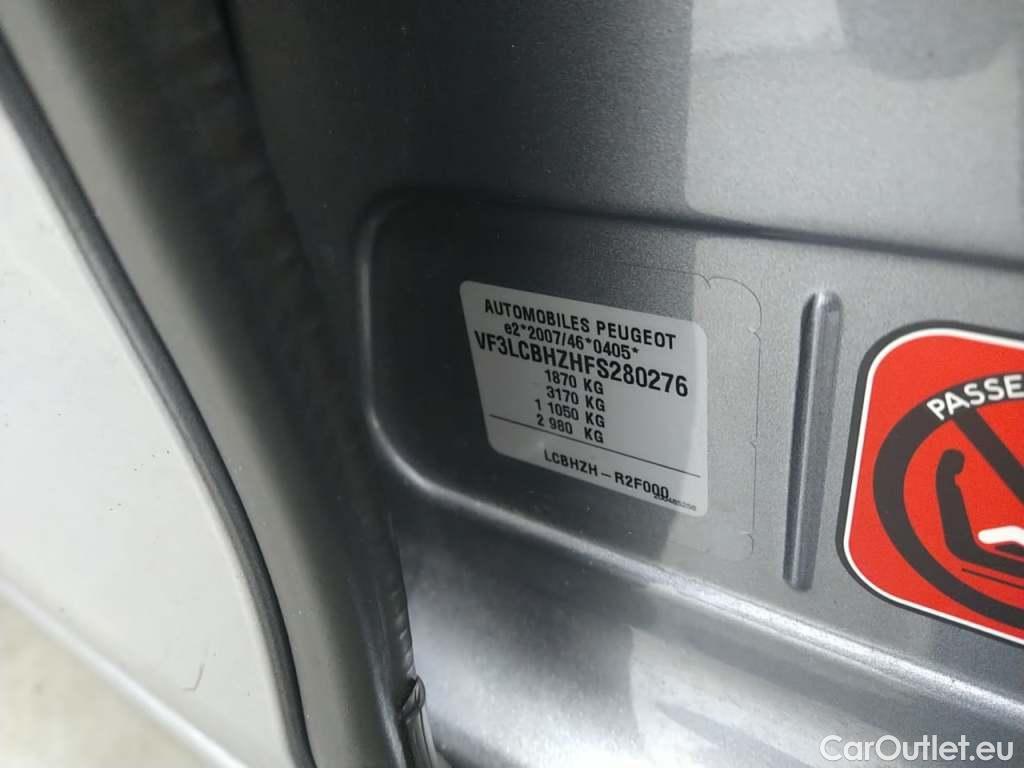 AUTOMOBILES PEUGEOT
e2*2007/46*0405*
VF3LCBHZHFS280276
1870 KG
3170 KG
1 1050 KG
2 980 KG
LCBHZH – R2F000
PASSE
CarOutlet.eu